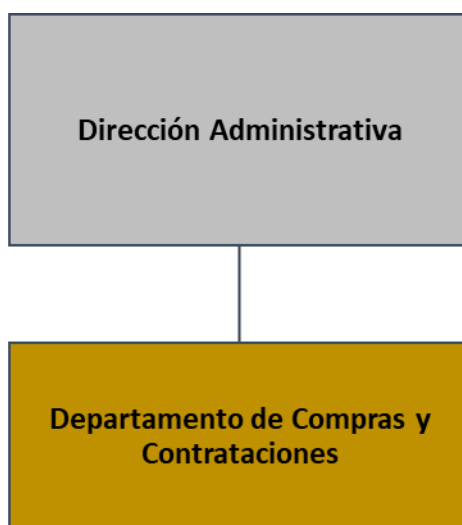 Dirección Administrativa
Departamento de Compras y
Contrataciones